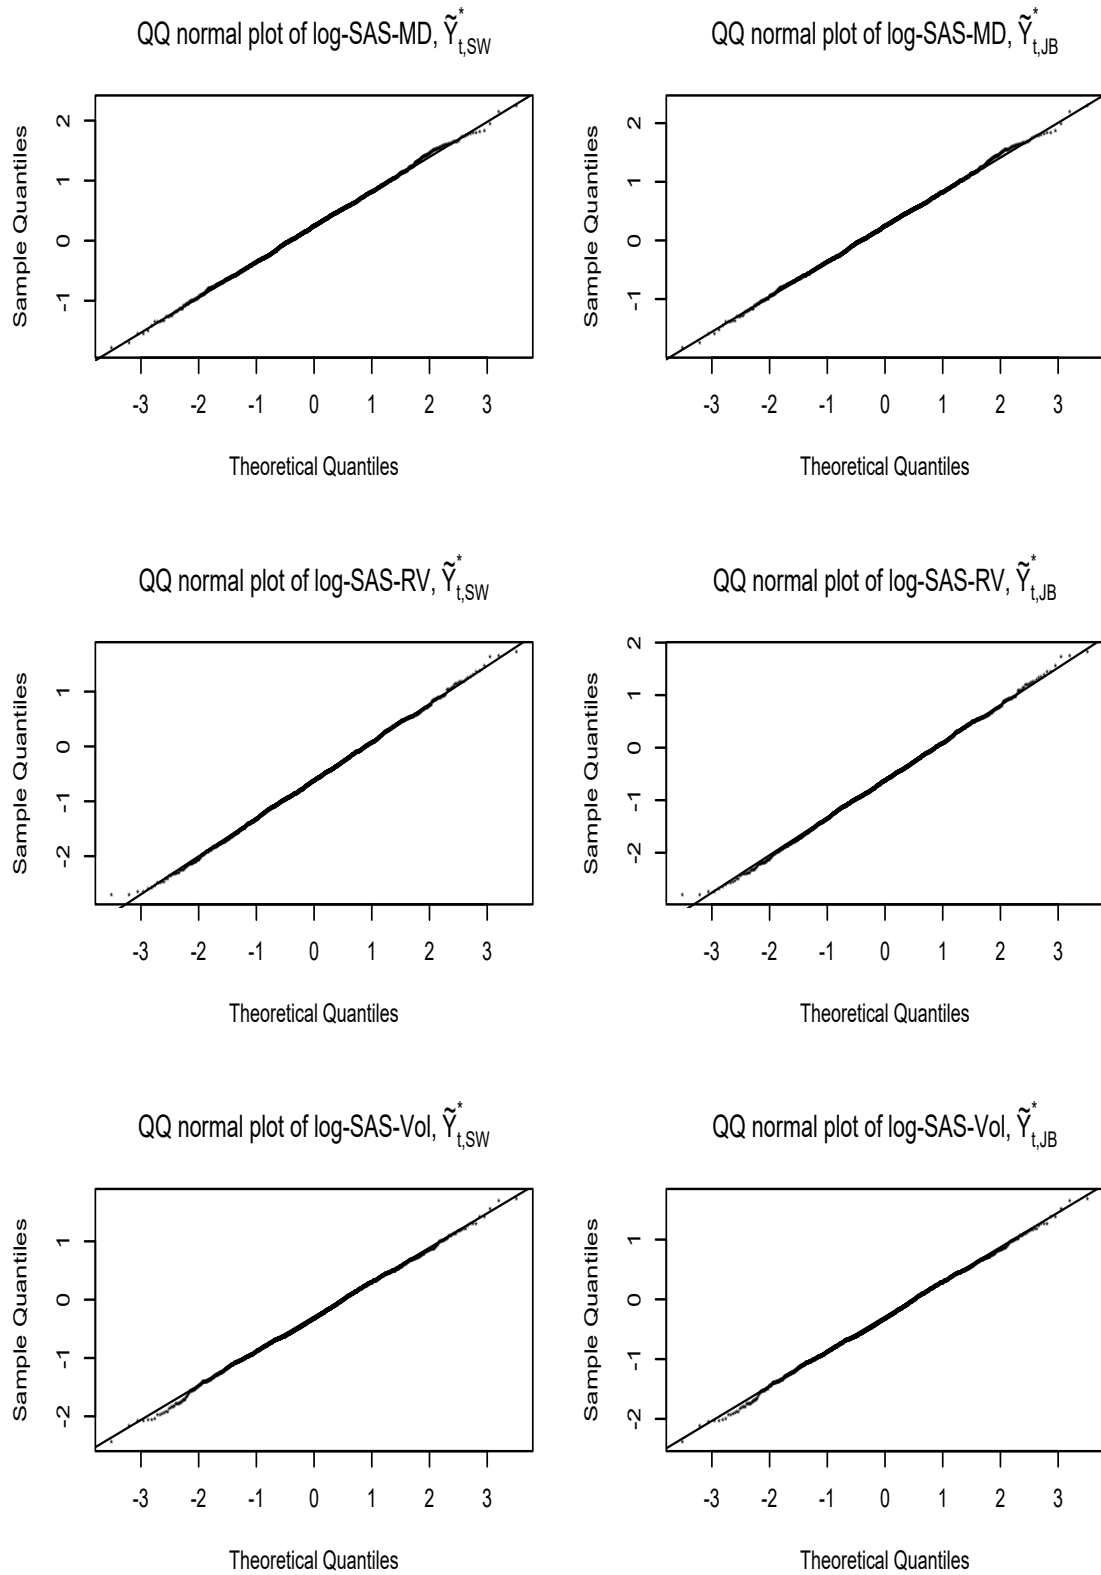 QQ normal plot of log-SAS-MD, Ỹ*t,SW
Sample Quantiles
2
1
0
-1
-3 -2 -1 0 1 2 3
Theoretical Quantiles
QQ normal plot of log-SAS-MD, Ỹ*t,JB
Sample Quantiles
2
1
0
-1
-3 -2 -1 0 1 2 3
Theoretical Quantiles
QQ normal plot of log-SAS-RV, Ỹ*t,SW
Sample Quantiles
1
0
-1
-2
-3 -2 -1 0 1 2 3
Theoretical Quantiles
QQ normal plot of log-SAS-RV, Ỹ*t,JB
Sample Quantiles
2
1
0
-1
-2
-3 -2 -1 0 1 2 3
Theoretical Quantiles
QQ normal plot of log-SAS-Vol, Ỹ*t,SW
Sample Quantiles
1
0
-1
-2
-3 -2 -1 0 1 2 3
Theoretical Quantiles
QQ normal plot of log-SAS-Vol, Ỹ*t,JB
Sample Quantiles
1
0
-1
-2
-3 -2 -1 0 1 2 3
Theoretical Quantiles